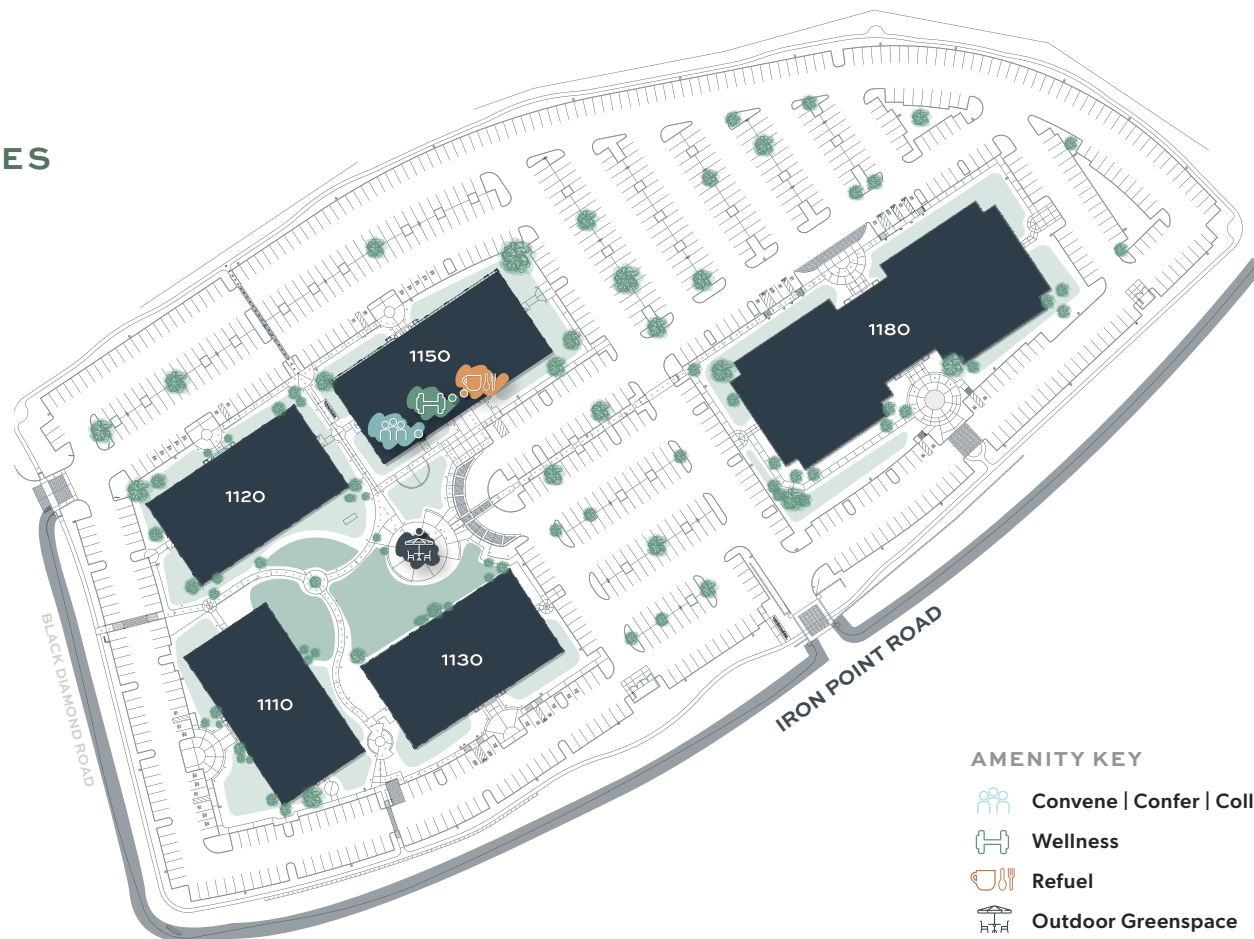 ES
1180
1150
1120
1130
1110
BLACK DIAMOND ROAD
IRON POINT ROAD
AMENITY KEY
Convene | Confer | Coll
Wellness
Refuel
Outdoor Greenspace